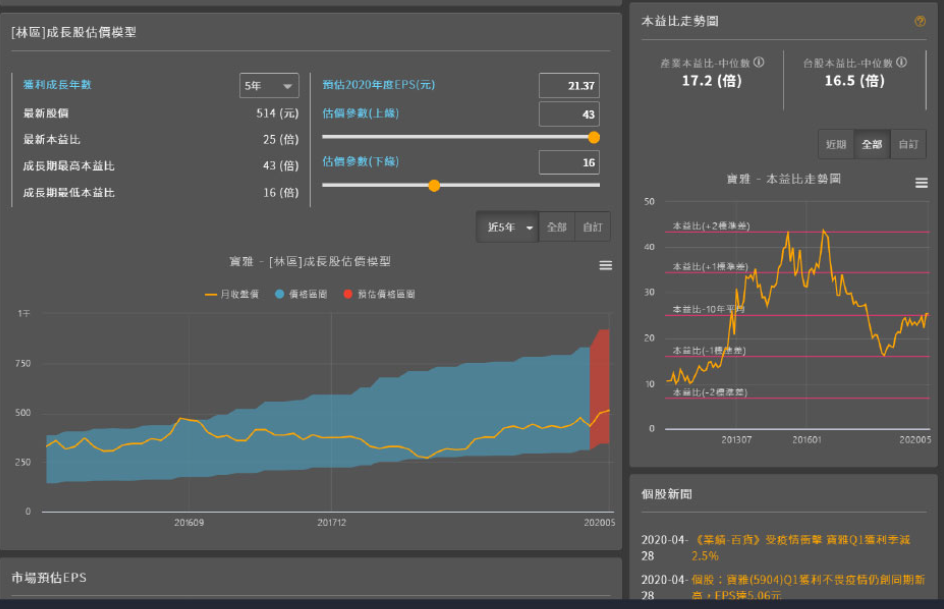 [林區]成長股估價模型
獲利成長年數
5年
最新股價
514 (元)
最新本益比
25 (倍)
成長期最高本益比
43 (倍)
成長期最低本益比
16 (倍)
預估2020年度EPS(元)
21.37
估價參數(上緣)
43
估價參數(下緣)
16
近5年
全部
自訂
寶雅 - [林區]成長股估價模型
月收盤價
價格區間
預估價格區間
1千
750
500
250
0
201609
201712
202005
市場預估EPS
本益比走勢圖
產業本益比-中位數
17.2 (倍)
台股本益比-中位數
16.5 (倍)
近期
全部
自訂
寶雅 - 本益比走勢圖
50
40
30
20
10
0
本益比(+2標準差)
本益比(+1標準差)
本益比-10年平均
本益比(-1標準差)
本益比(-2標準差)
201307
201601
202005
個股新聞
2020-04-28
《業績-百貨》受疫情衝擊 寶雅Q1獲利季減
2.5%
2020-04-28
個股：寶雅(5904)Q1獲利不畏疫情仍創同期新
高，EPS達5.06元